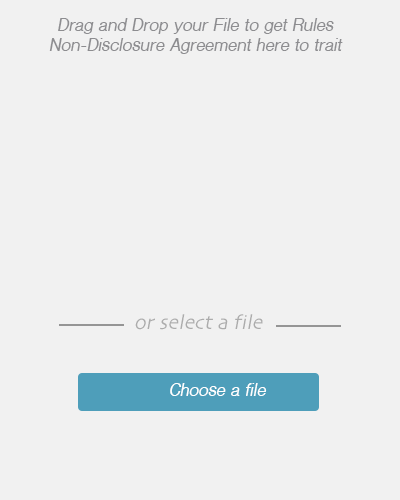 Drag and Drop your File to get Rules
Non-Disclosure Agreement here to trait
or select a file
Choose a file